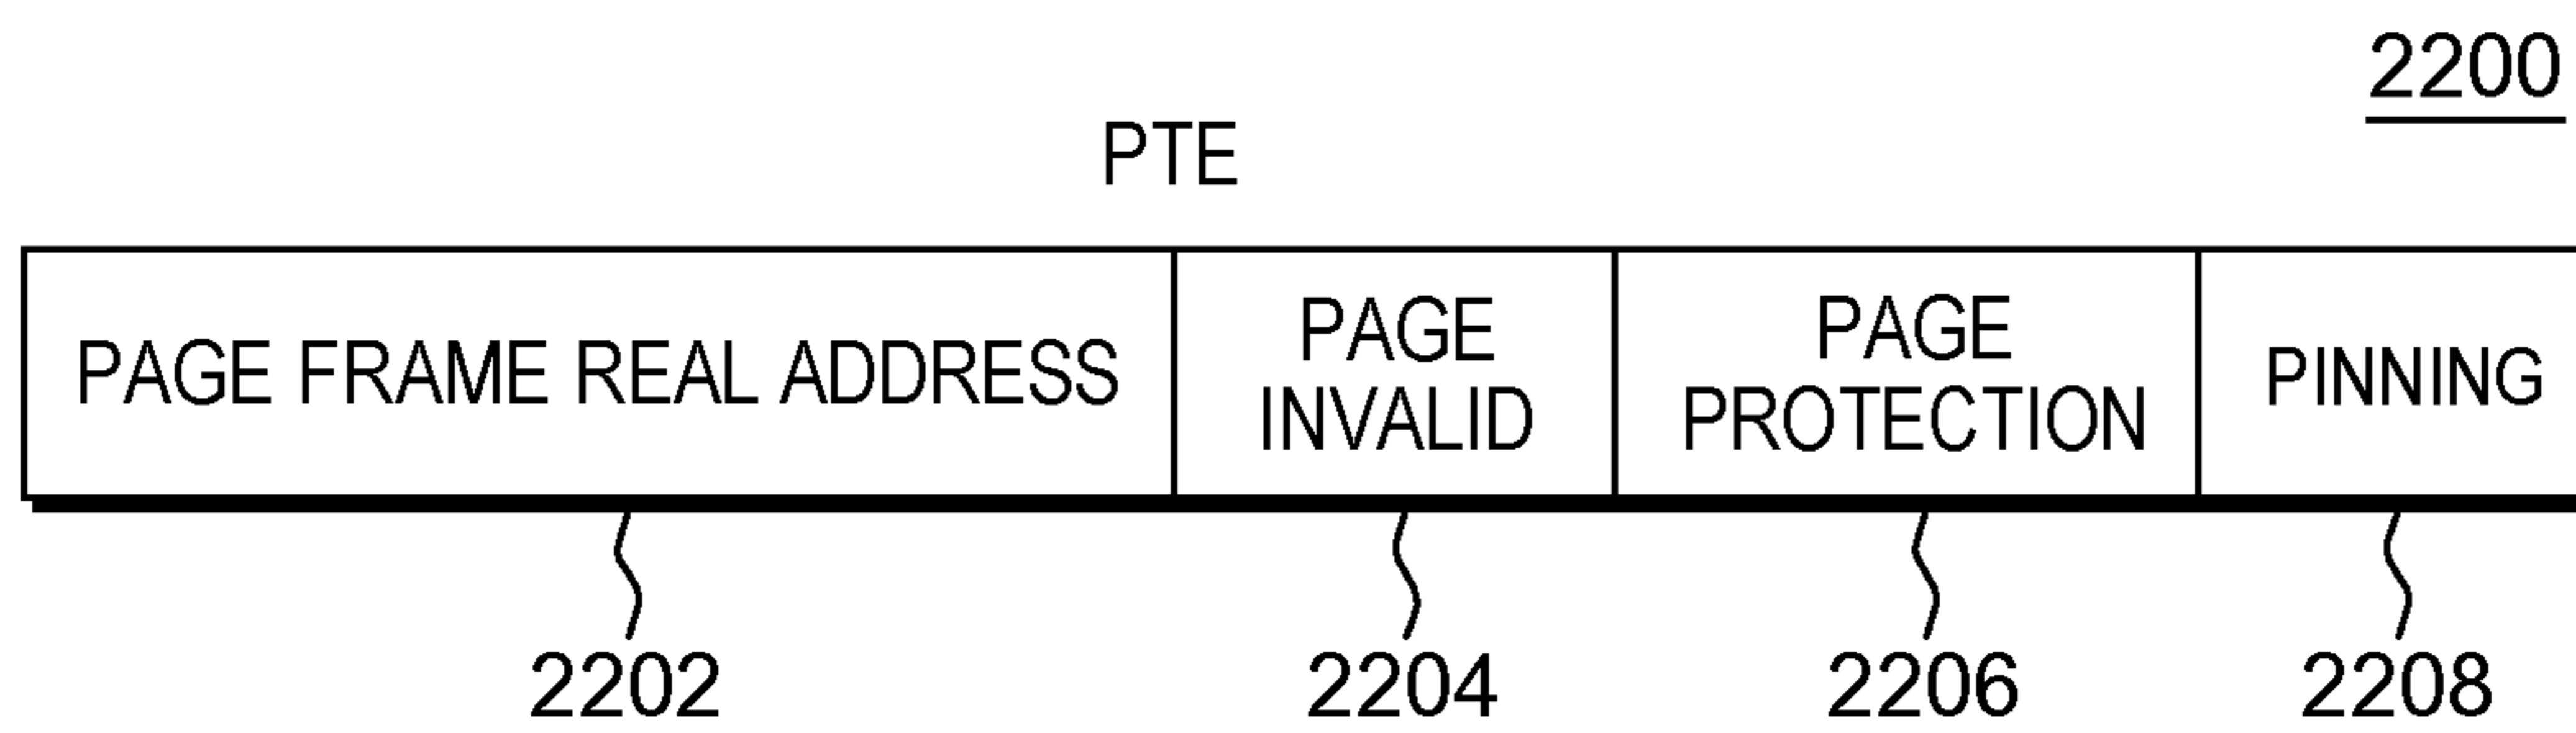 2200
PTE
PAGE FRAME REAL ADDRESS
PAGE
INVALID
PAGE
PROTECTION
PINNING
2202
2204
2206
2208